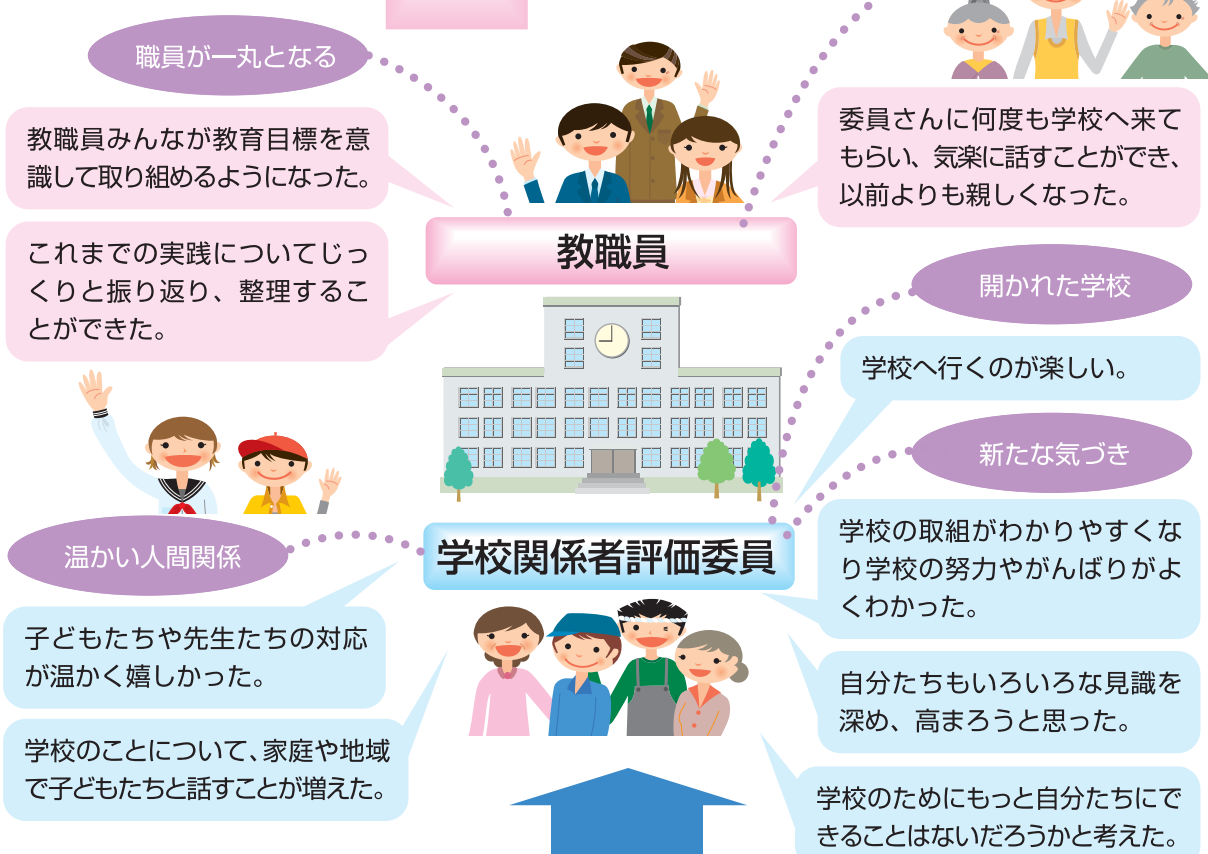 職員が一丸となる
教職員みんなが教育目標を意
識して取り組めるようになった。
これまでの実践についてじっ
くりと振り返り、整理するこ
とができた。
委員さんに何度も学校へ来て
もらい、気楽に話すことができ、
以前よりも親しくなった。
教職員
開かれた学校
学校へ行くのが楽しい。
新たな気づき
学校の取組がわかりやすくな
り学校の努力やがんばりがよ
くわかった。
自分たちもいろいろな見識を
深め、高まろうと思った。
学校のためにもっと自分たちにで
きることはないだろうかと考えた。
学校関係者評価委員
温かい人間関係
子どもたちや先生たちの対応
が温かく嬉しかった。
学校のことについて、家庭や地域
で子どもたちと話すことが増えた。